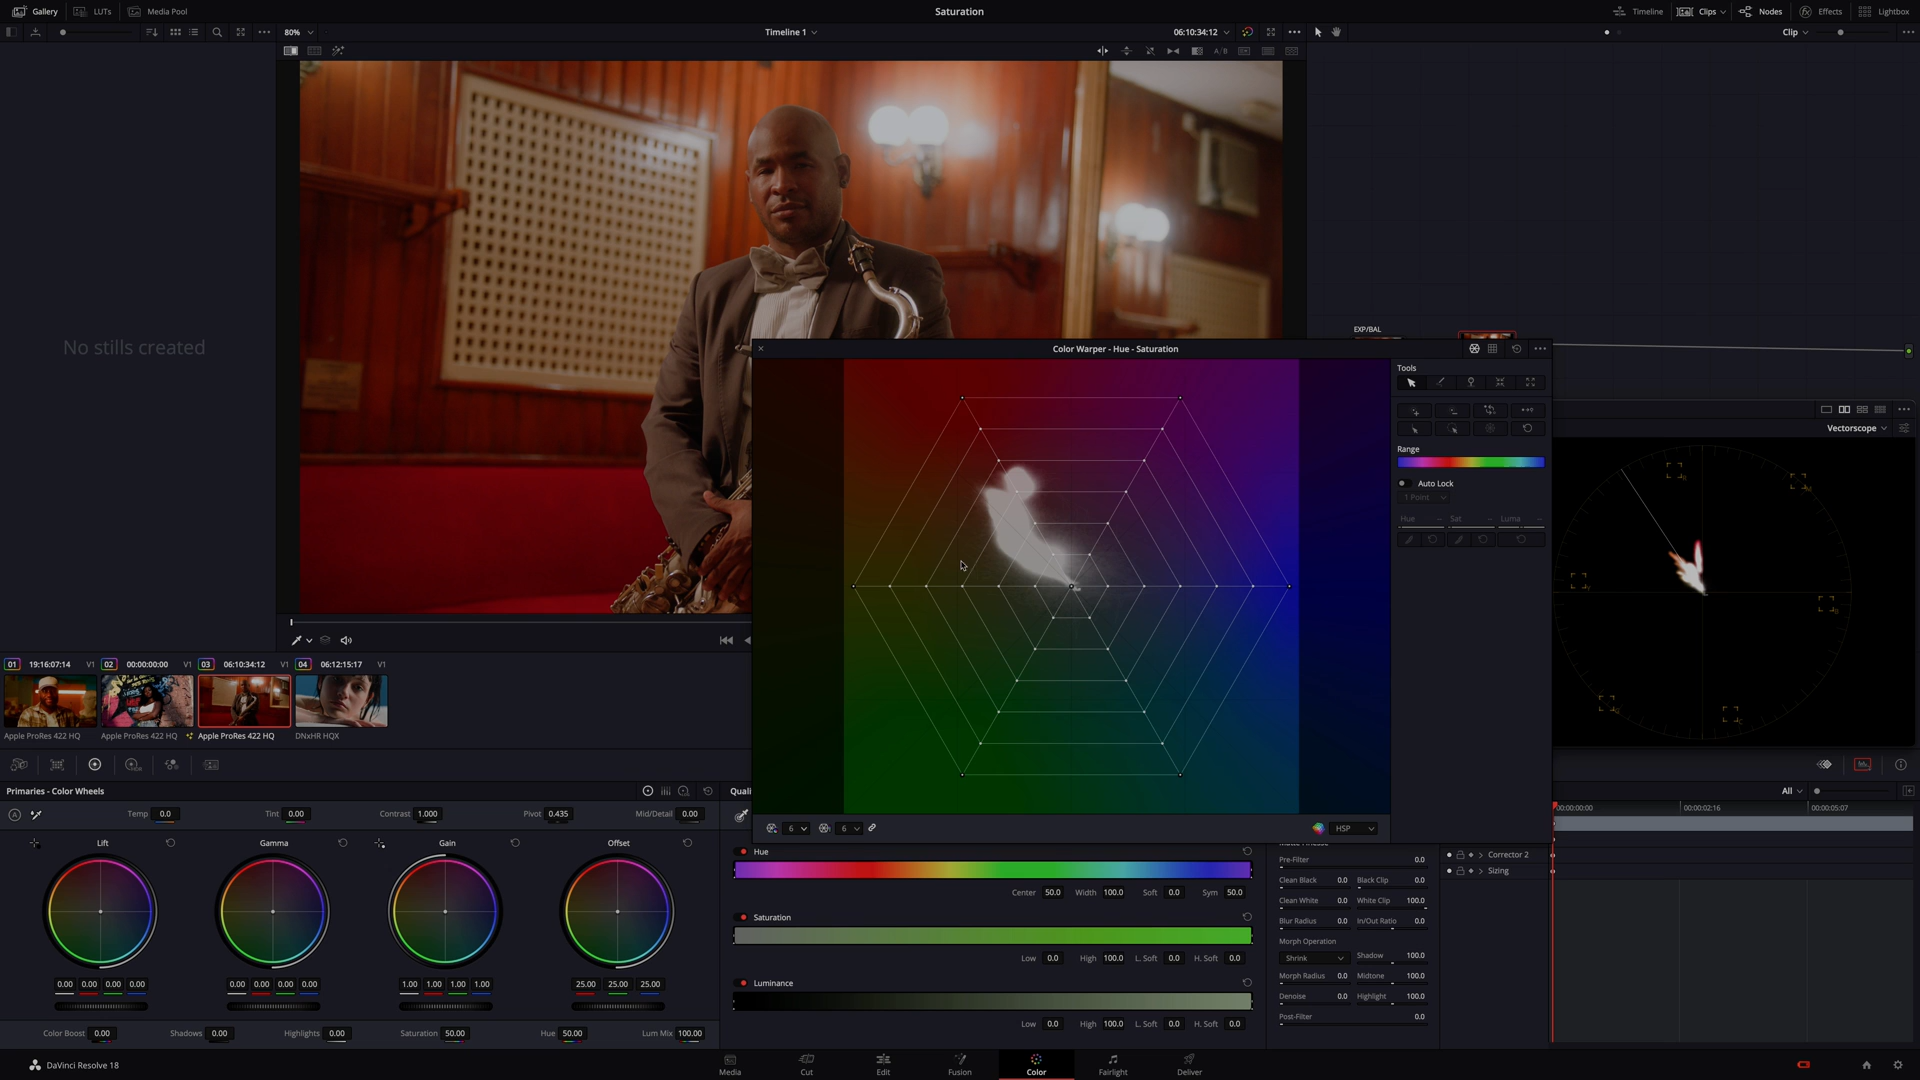 Gallery LUTs Media Pool Saturation Timeline Clips Nodes Effects Lightbox
80% Timeline 1 06:10:34:12 Clip
A/B
No stills created
EXP/BAL
Color Warper - Hue - Saturation
Tools
Range
Auto Lock
1 Point
Hue Sat Luma
Vectorscope
01 19:16:07:14 V1 02 00:00:00:00 V1 03 06:10:34:12 V1 04 06:12:15:17 V1
Apple ProRes 422 HQ Apple ProRes 422 HQ Apple ProRes 422 HQ DNxHR HQX
6 6 HSP
Primaries - Color Wheels Quali All
00:00:00:00 00:00:02:16 00:00:05:07
Temp 0.0 Tint 0.00 Contrast 1.000 Pivot 0.435 Mid/Detail 0.00
Lift Gamma Gain Offset
0.00 0.00 0.00 0.00 0.00 0.00 0.00 0.00 1.00 1.00 1.00 1.00 25.00 25.00 25.00
Color Boost 0.00 Shadows 0.00 Highlights 0.00 Saturation 50.00 Hue 50.00 Lum Mix 100.00
Hue
Center 50.0 Width 100.0 Soft 0.0 Sym 50.0
Saturation
Low 0.0 High 100.0 L. Soft 0.0 H. Soft 0.0
Luminance
Low 0.0 High 100.0 L. Soft 0.0 H. Soft 0.0
Pre-Filter 0.0
Clean Black 0.0 Black Clip 0.0
Clean White 0.0 White Clip 100.0
Blur Radius 0.0 In/Out Ratio 0.0
Morph Operation
Shrink Shadow 100.0
Morph Radius 0.0 Midtone 100.0
Denoise 0.0 Highlight 100.0
Post-Filter 0.0
Corrector 2
Sizing
DaVinci Resolve 18
Media Cut Edit Fusion Color Fairlight Deliver